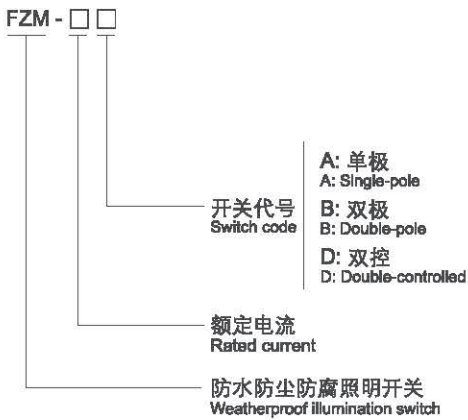 FZM - □ □
A: 单极
A: Single-pole
开关代号
Switch code
B: 双极
B: Double-pole
D: 双控
D: Double-controlled
额定电流
Rated current
防水防尘防腐照明开关
Weatherproof illumination switch